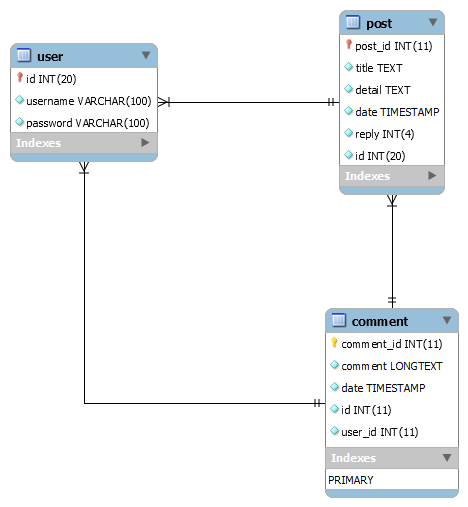 user
id INT(20)
username VARCHAR(100)
password VARCHAR(100)
Indexes
post
post_id INT(11)
title TEXT
detail TEXT
date TIMESTAMP
reply INT(4)
id INT(20)
Indexes
comment
comment_id INT(11)
comment LONGTEXT
date TIMESTAMP
id INT(11)
user_id INT(11)
Indexes
PRIMARY